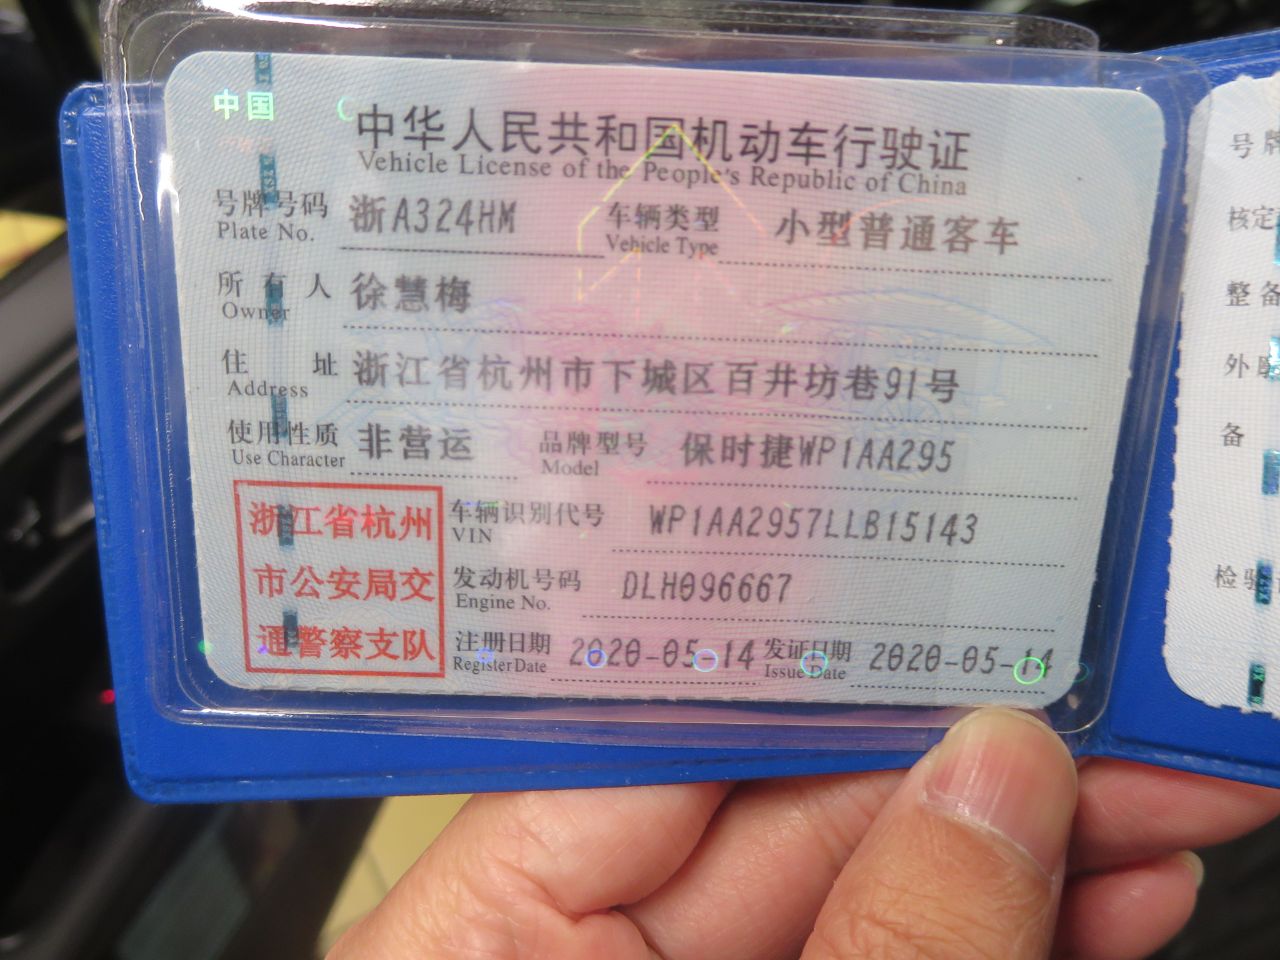 中国
中华人民共和国机动车行驶证
Vehicle License of the People's Republic of China
号牌号码 浙A324HM 车辆类型 小型普通客车
Plate No. Vehicle Type
所有人 徐慧梅
Owner
住址 浙江省杭州市下城区百井坊巷91号
Address
使用性质 非营运 品牌型号 保时捷WP1AA295
Use Character Model
浙江省杭州
市公安局交
通警察支队
车辆识别代号 WP1AA2957LLB15143
VIN
发动机号码 DLH096667
Engine No.
注册日期 2020-05-14 发证日期 2020-05-14
Register Date Issue Date
号牌
核定
整备
外
备
检验